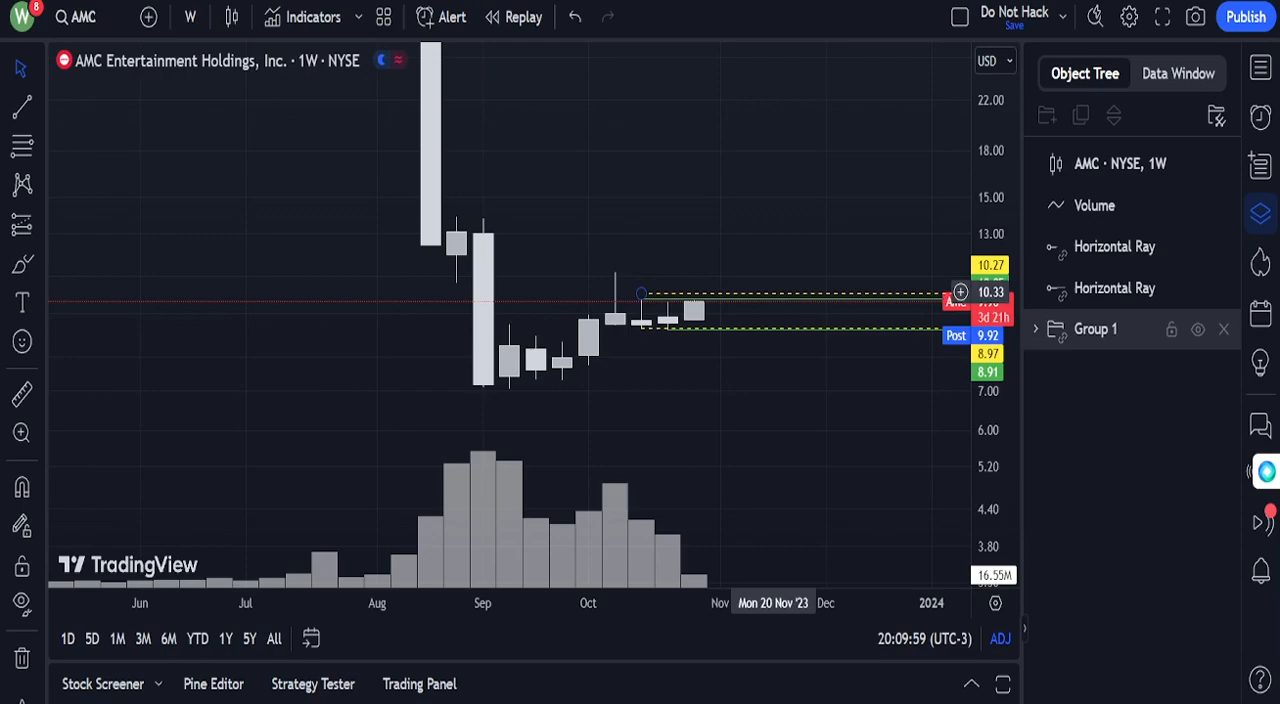 W 8 AMC W Indicators Alert Replay Do Not Hack Save Publish
AMC Entertainment Holdings, Inc. · 1W · NYSE
USD
Object Tree Data Window
22.00
18.00
AMC · NYSE, 1W
15.00
Volume
13.00
Horizontal Ray
10.27
10.33
Horizontal Ray
3d 21h
Group 1
Post 9.92
8.97
8.91
7.00
6.00
5.20
4.40
3.80
TradingView
16.55M
Jun Jul Aug Sep Oct Nov Mon 20 Nov '23 Dec 2024
1D 5D 1M 3M 6M YTD 1Y 5Y All 20:09:59 (UTC-3) ADJ
Stock Screener Pine Editor Strategy Tester Trading Panel